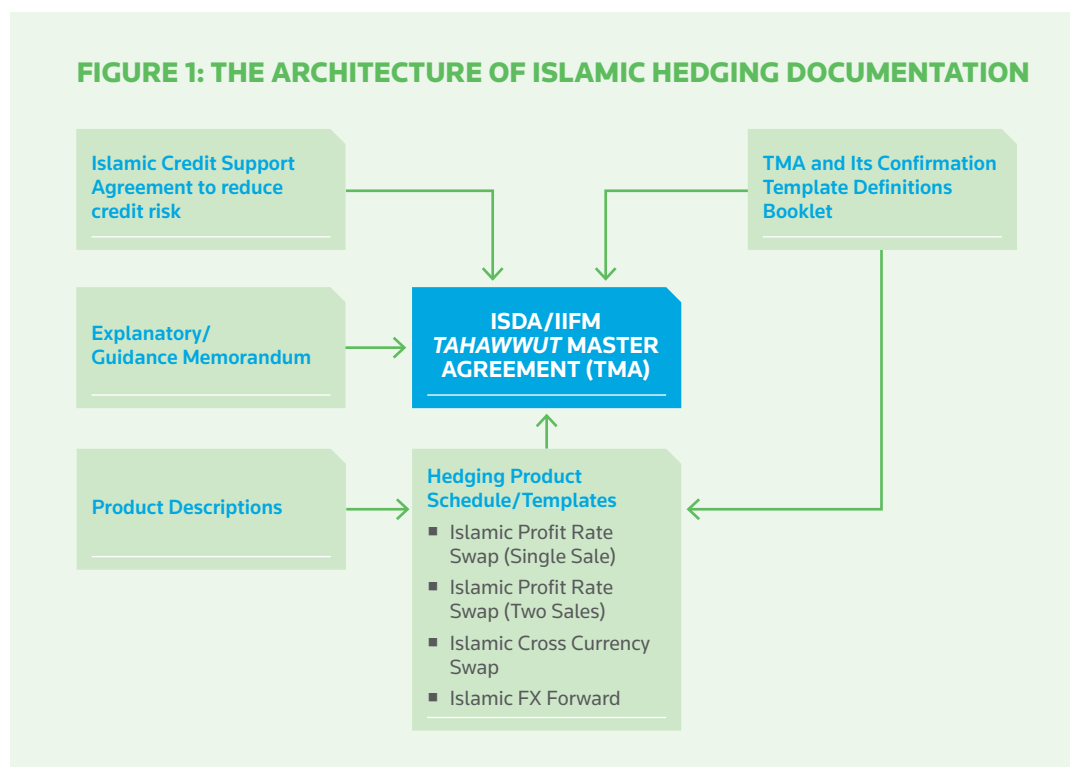 FIGURE 1: THE ARCHITECTURE OF ISLAMIC HEDGING DOCUMENTATION
Islamic Credit Support
Agreement to reduce
credit risk
TMA and Its Confirmation
Template Definitions
Booklet
Explanatory/
Guidance Memorandum
ISDA/IIFM
TAHAWWUT MASTER
AGREEMENT (TMA)
Product Descriptions
Hedging Product
Schedule/Templates
▪ Islamic Profit Rate
Swap (Single Sale)
▪ Islamic Profit Rate
Swap (Two Sales)
▪ Islamic Cross Currency
Swap
▪ Islamic FX Forward